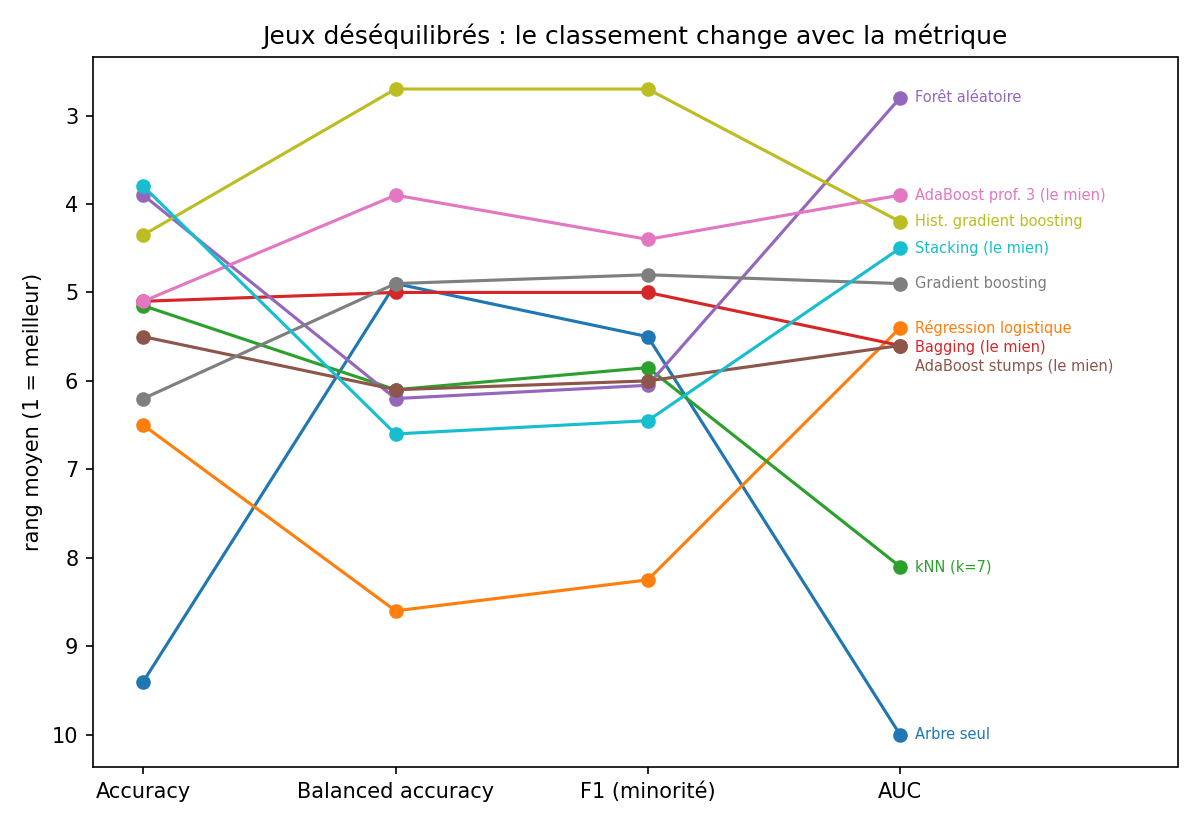 Jeux déséquilibrés : le classement change avec la métrique
rang moyen (1 = meilleur)
3
4
5
6
7
8
9
10
Forêt aléatoire
AdaBoost prof. 3 (le mien)
Hist. gradient boosting
Stacking (le mien)
Gradient boosting
Régression logistique
Bagging (le mien)
AdaBoost stumps (le mien)
kNN (k=7)
Arbre seul
Accuracy
Balanced accuracy
F1 (minorité)
AUC